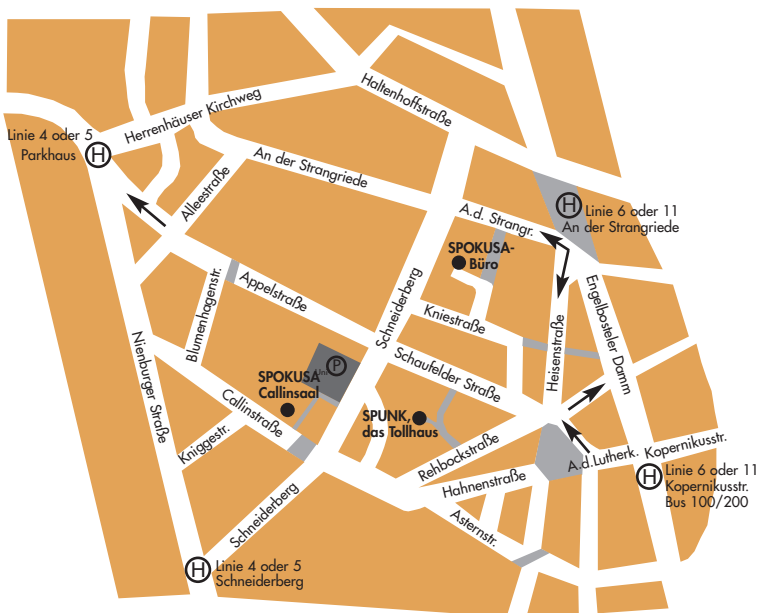 Haltenhoffstraße
Herrenhäuser Kirchweg
Linie 4 oder 5
Parkhaus
H
An der Strangriede
Alleestraße
H
Linie 6 oder 11
An der Strangriede
A.d. Strangr.
SPOKUSA-
Büro
Blumenhagenstr.
Appelstraße
Schneiderberg
Kniestraße
Engelbosteler Damm
Heisenstraße
Nienburger Straße
Uni
P
Schaufelder Straße
SPOKUSA
Callinsaal
Callinstraße
SPUNK,
das Tollhaus
Kniggestr.
Rehbockstraße
A.d.Lutherk.
Kopernikusstr.
Hahnenstraße
H
Linie 6 oder 11
Kopernikusstr.
Bus 100/200
Schneiderberg
Asternstr.
H
Linie 4 oder 5
Schneiderberg